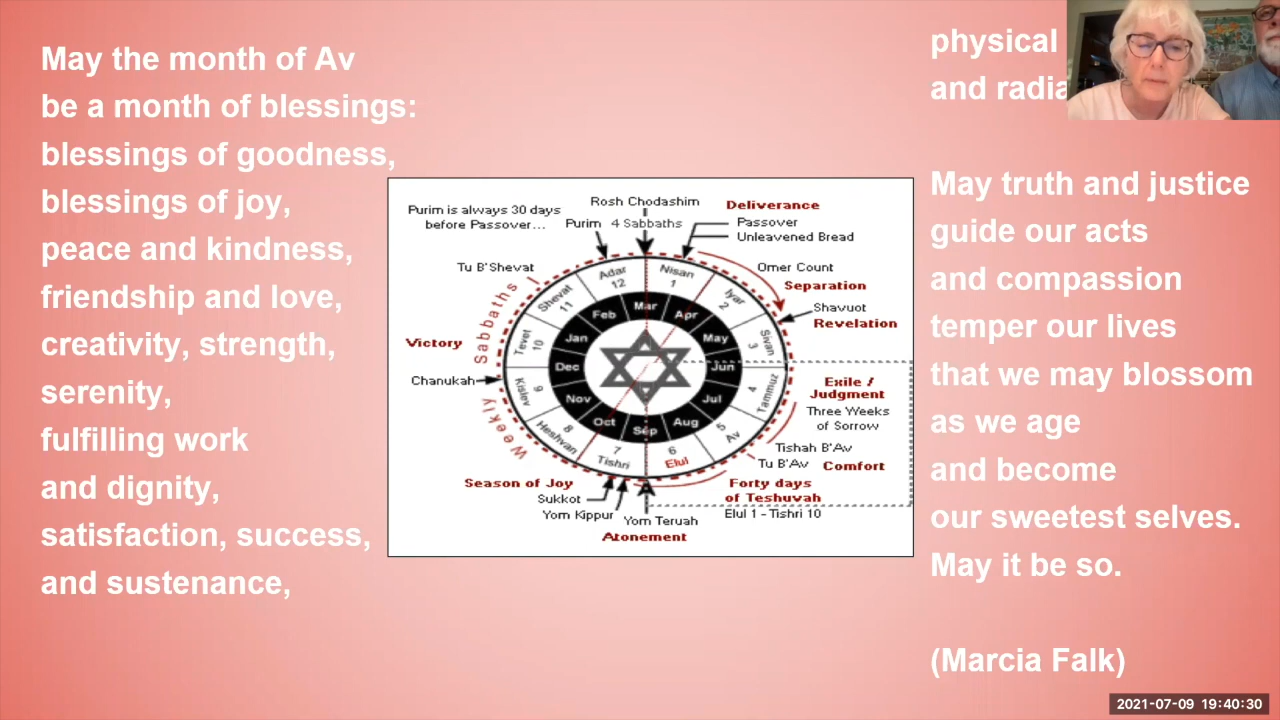 May the month of Av
be a month of blessings:
blessings of goodness,
blessings of joy,
peace and kindness,
friendship and love,
creativity, strength,
serenity,
fulfilling work
and dignity,
satisfaction, success,
and sustenance,
Purim is always 30 days
before Passover...
Rosh Chodashim
Purim 4 Sabbaths
Deliverance
Passover
Unleavened Bread
Tu B'Shevat
Omer Count
Separation
Shavuot
Revelation
Victory
Chanukah
Weekly Sabbaths
Exile /
Judgment
Three Weeks
of Sorrow
Tishah B'Av
Tu B'Av Comfort
Season of Joy
Sukkot
Yom Kippur
Yom Teruah
Atonement
Forty days
of Teshuvah
Elul 1 - Tishri 10
Nisan
1
Iyar
2
Sivan
3
Tammuz
4
Av
5
Elul
6
Tishri
7
Heshvan
8
Kislev
9
Tevet
10
Shevat
11
Adar
12
Mar
Apr
May
Jun
Jul
Aug
Sep
Oct
Nov
Dec
Jan
Feb
physical
and
May truth and justice
guide our acts
and compassion
temper our lives
that we may blossom
as we age
and become
our sweetest selves.
May it be so.
(Marcia Falk)
2021-07-09 19:40:30